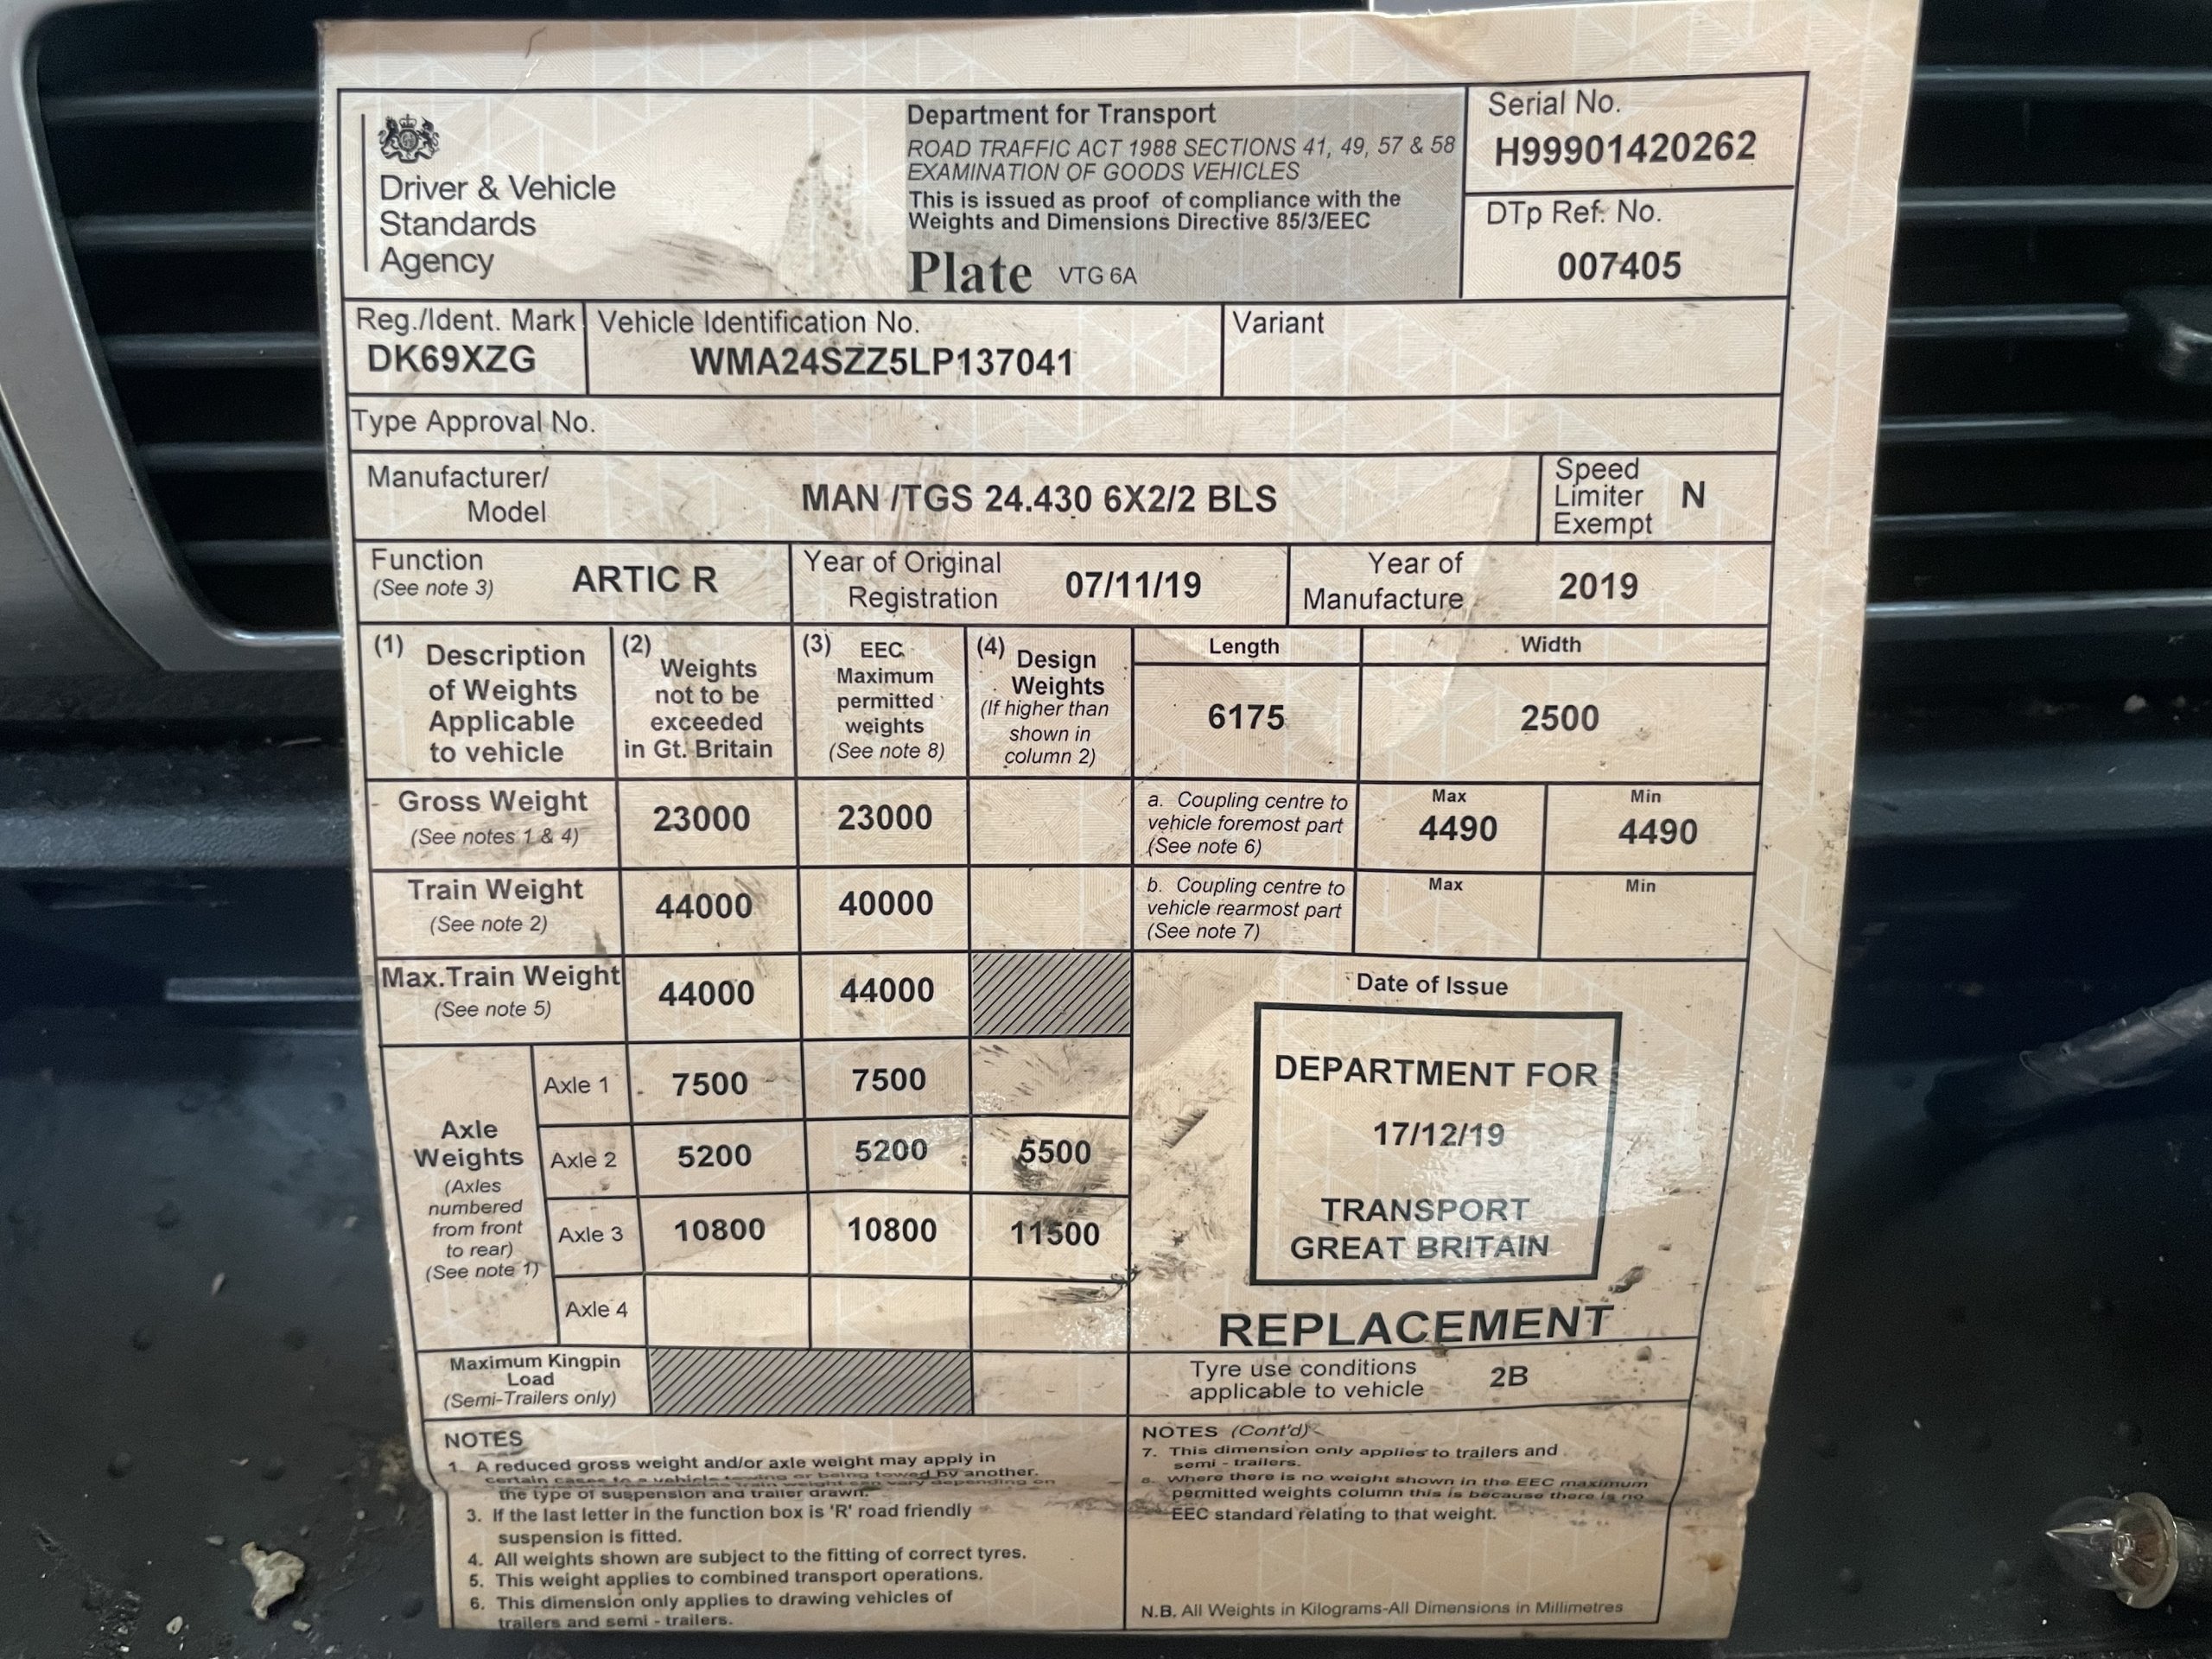 Driver & Vehicle
Standards
Agency
Department for Transport
ROAD TRAFFIC ACT 1988 SECTIONS 41, 49, 57 & 58
EXAMINATION OF GOODS VEHICLES
This is issued as proof of compliance with the
Weights and Dimensions Directive 85/3/EEC
Plate VTG 6A
Serial No.
H99901420262
DTp Ref. No.
007405
Reg./Ident. Mark
DK69XZG
Vehicle Identification No.
WMA24SZZ5LP137041
Variant
Type Approval No.
Manufacturer/
Model
MAN /TGS 24.430 6X2/2 BLS
Speed
Limiter
Exempt
N
Function
(See note 3)
ARTIC R
Year of Original
Registration
07/11/19
Year of
Manufacture
2019
(1) Description
of Weights
Applicable
to vehicle
(2) Weights
not to be
exceeded
in Gt. Britain
(3) EEC
Maximum
permitted
weights
(See note 8)
(4) Design
Weights
(If higher than
shown in
column 2)
Length
6175
Width
2500
Gross Weight
(See notes 1 & 4)
23000
23000
a. Coupling centre to
vehicle foremost part
(See note 6)
Max
4490
Min
4490
Train Weight
(See note 2)
44000
40000
b. Coupling centre to
vehicle rearmost part
(See note 7)
Max
Min
Max.Train Weight
(See note 5)
44000
44000
Axle
Weights
(Axles
numbered
from front
to rear)
(See note 1)
Axle 1
7500
7500
Axle 2
5200
5200
5500
Axle 3
10800
10800
11500
Axle 4
Date of Issue
DEPARTMENT FOR
17/12/19
TRANSPORT
GREAT BRITAIN
REPLACEMENT
Maximum Kingpin
Load
(Semi-Trailers only)
Tyre use conditions
applicable to vehicle
2B
NOTES
1. A reduced gross weight and/or axle weight may apply in
certain cases to a vehicle towing or being towed by another.
train weight can vary depending on
the type of suspension and trailer drawn.
3. If the last letter in the function box is 'R' road friendly
suspension is fitted.
4. All weights shown are subject to the fitting of correct tyres.
5. This weight applies to combined transport operations.
6. This dimension only applies to drawing vehicles of
trailers and semi - trailers.
NOTES (Cont'd)
7. This dimension only applies to trailers and
semi - trailers.
8. Where there is no weight shown in the EEC maximum
permitted weights column this is because there is no
EEC standard relating to that weight.
N.B. All Weights in Kilograms-All Dimensions in Millimetres